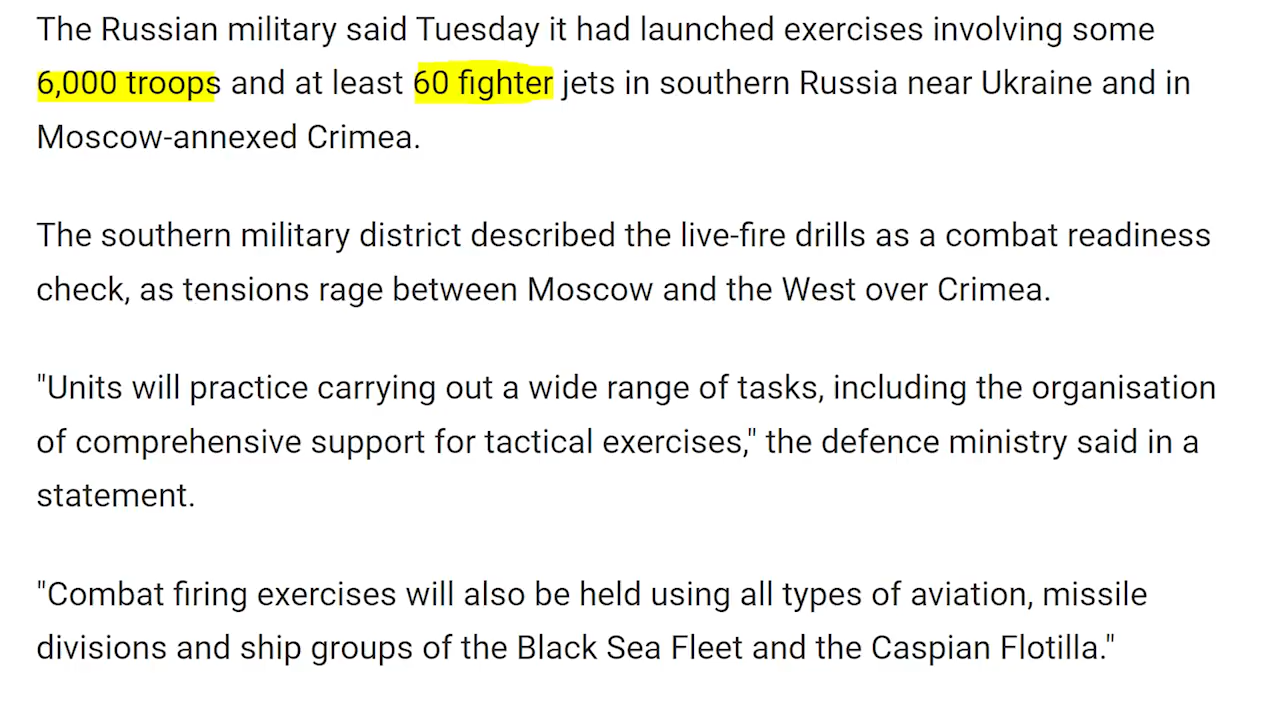 The Russian military said Tuesday it had launched exercises involving some
6,000 troops and at least 60 fighter jets in southern Russia near Ukraine and in
Moscow-annexed Crimea.
The southern military district described the live-fire drills as a combat readiness
check, as tensions rage between Moscow and the West over Crimea.
"Units will practice carrying out a wide range of tasks, including the organisation
of comprehensive support for tactical exercises," the defence ministry said in a
statement.
"Combat firing exercises will also be held using all types of aviation, missile
divisions and ship groups of the Black Sea Fleet and the Caspian Flotilla."